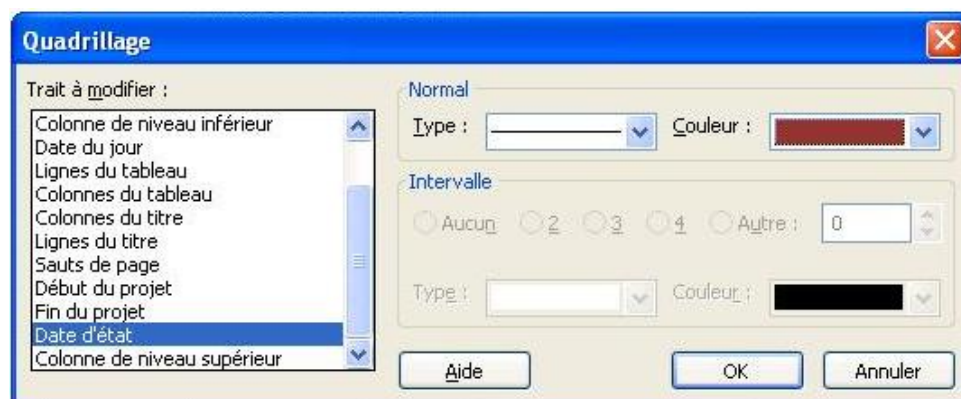 Quadrillage
Trait à modifier :
Colonne de niveau inférieur
Date du jour
Lignes du tableau
Colonnes du tableau
Colonnes du titre
Lignes du titre
Sauts de page
Début du projet
Fin du projet
Date d'état
Colonne de niveau supérieur
Normal
Type : Couleur :
Intervalle
Aucun 2 3 4 Autre : 0
Type : Couleur :
Aide OK Annuler